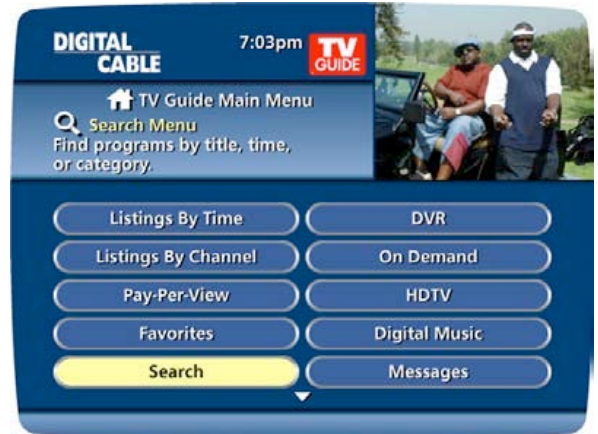 DIGITAL
CABLE
7:03pm
TV
GUIDE
TV Guide Main Menu
Search Menu
Find programs by title, time,
or category.
Listings By Time
DVR
Listings By Channel
On Demand
Pay-Per-View
HDTV
Favorites
Digital Music
Search
Messages